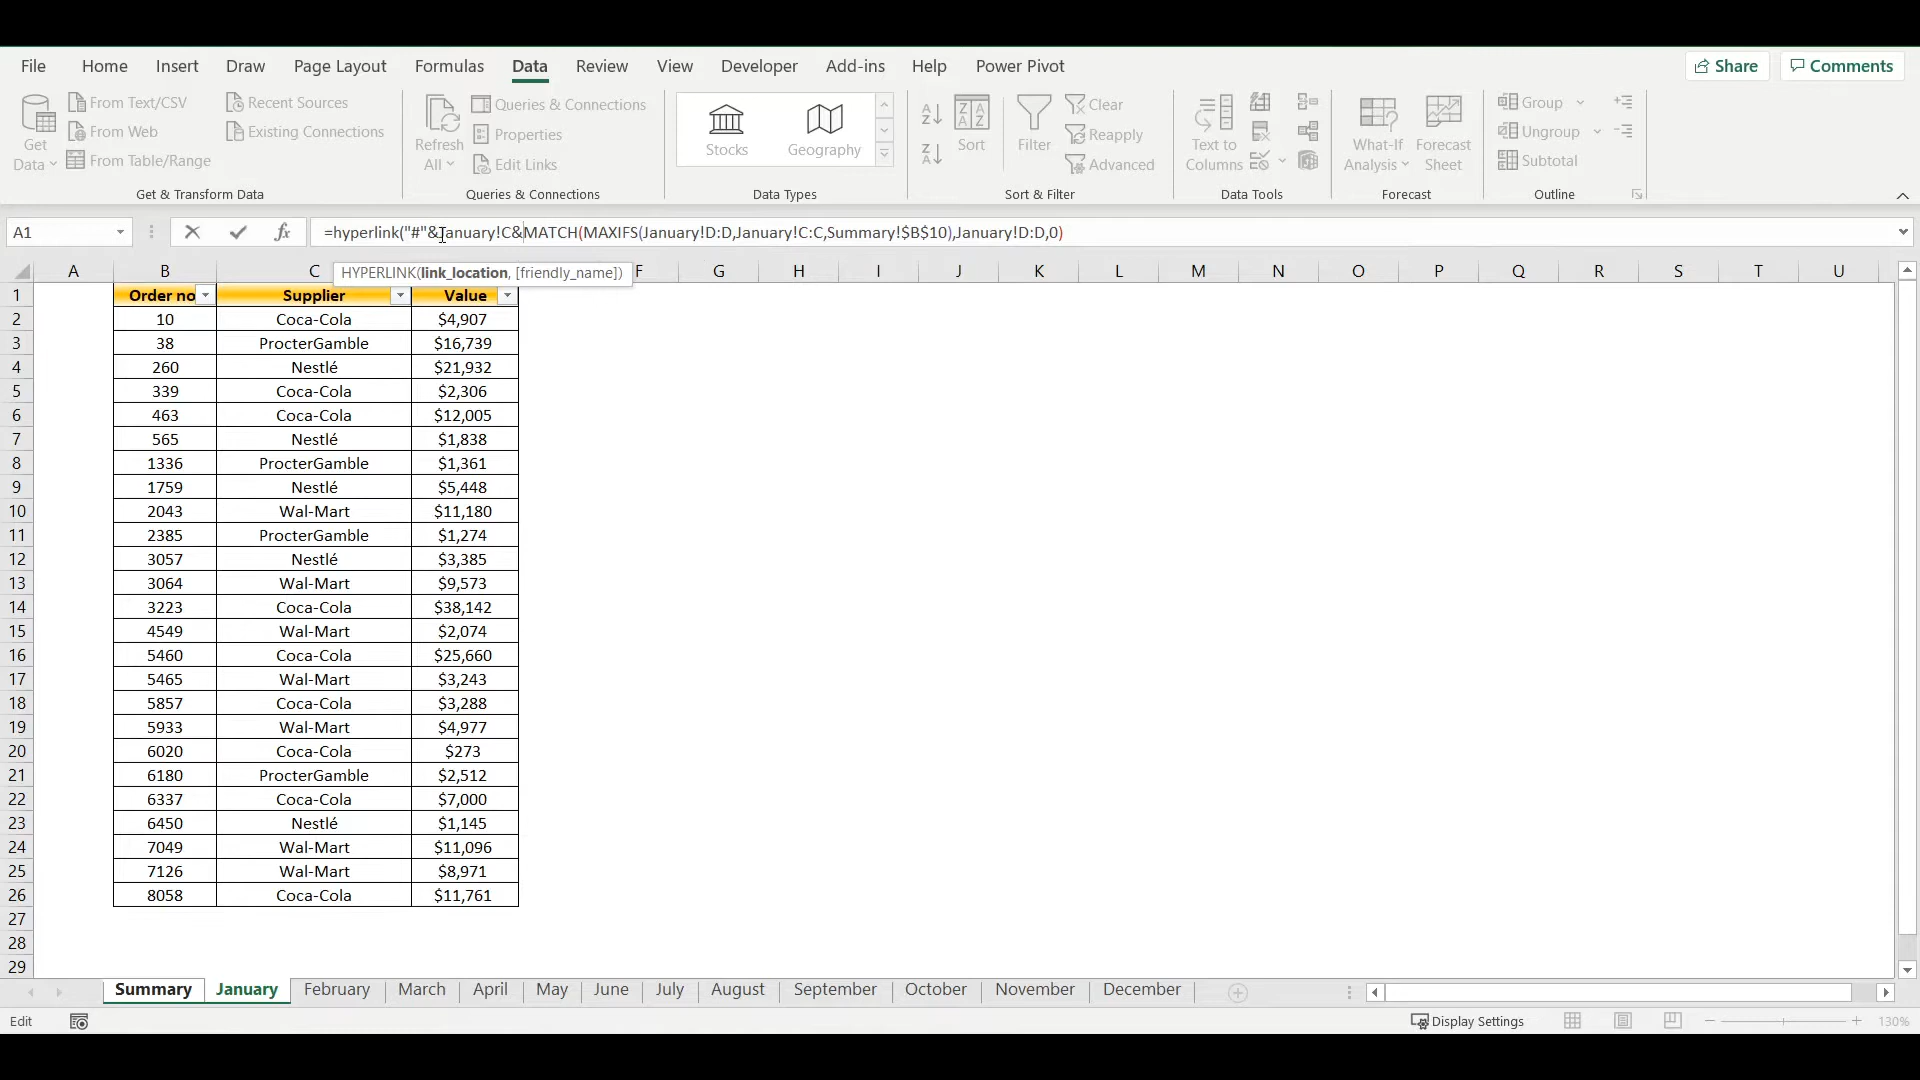 File Home Insert Draw Page Layout Formulas Data Review View Developer Add-ins Help Power Pivot Share Comments
Get Data From Text/CSV From Web From Table/Range Recent Sources Existing Connections
Get & Transform Data
Refresh All Queries & Connections Properties Edit Links
Queries & Connections
Stocks Geography
Data Types
Sort Filter Clear Reapply Advanced
Sort & Filter
Text to Columns
Data Tools
What-If Analysis Forecast Sheet
Forecast
Group Ungroup Subtotal
Outline
A1 fx =hyperlink("#"&January!C&MATCH(MAXIFS(January!D:D,January!C:C,Summary!$B$10),January!D:D,0)
HYPERLINK(link_location, [friendly_name])
A B C F G H I J K L M N O P Q R S T U
1 Order no Supplier Value
2 10 Coca-Cola $4,907
3 38 ProcterGamble $16,739
4 260 Nestlé $21,932
5 339 Coca-Cola $2,306
6 463 Coca-Cola $12,005
7 565 Nestlé $1,838
8 1336 ProcterGamble $1,361
9 1759 Nestlé $5,448
10 2043 Wal-Mart $11,180
11 2385 ProcterGamble $1,274
12 3057 Nestlé $3,385
13 3064 Wal-Mart $9,573
14 3223 Coca-Cola $38,142
15 4549 Wal-Mart $2,074
16 5460 Coca-Cola $25,660
17 5465 Wal-Mart $3,243
18 5857 Coca-Cola $3,288
19 5933 Wal-Mart $4,977
20 6020 Coca-Cola $273
21 6180 ProcterGamble $2,512
22 6337 Coca-Cola $7,000
23 6450 Nestlé $1,145
24 7049 Wal-Mart $11,096
25 7126 Wal-Mart $8,971
26 8058 Coca-Cola $11,761
27
28
29
Summary January February March April May June July August September October November December
Edit Display Settings 130%